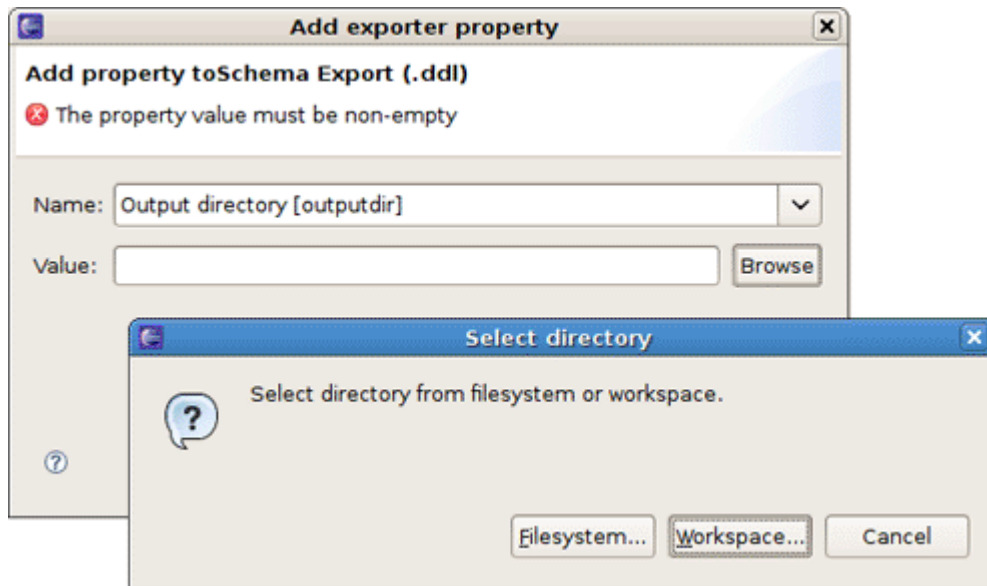 Add exporter property
Add property toSchema Export (.ddl)
The property value must be non-empty
Name: Output directory [outputdir]
Value: Browse
Select directory
Select directory from filesystem or workspace.
Filesystem... Workspace... Cancel